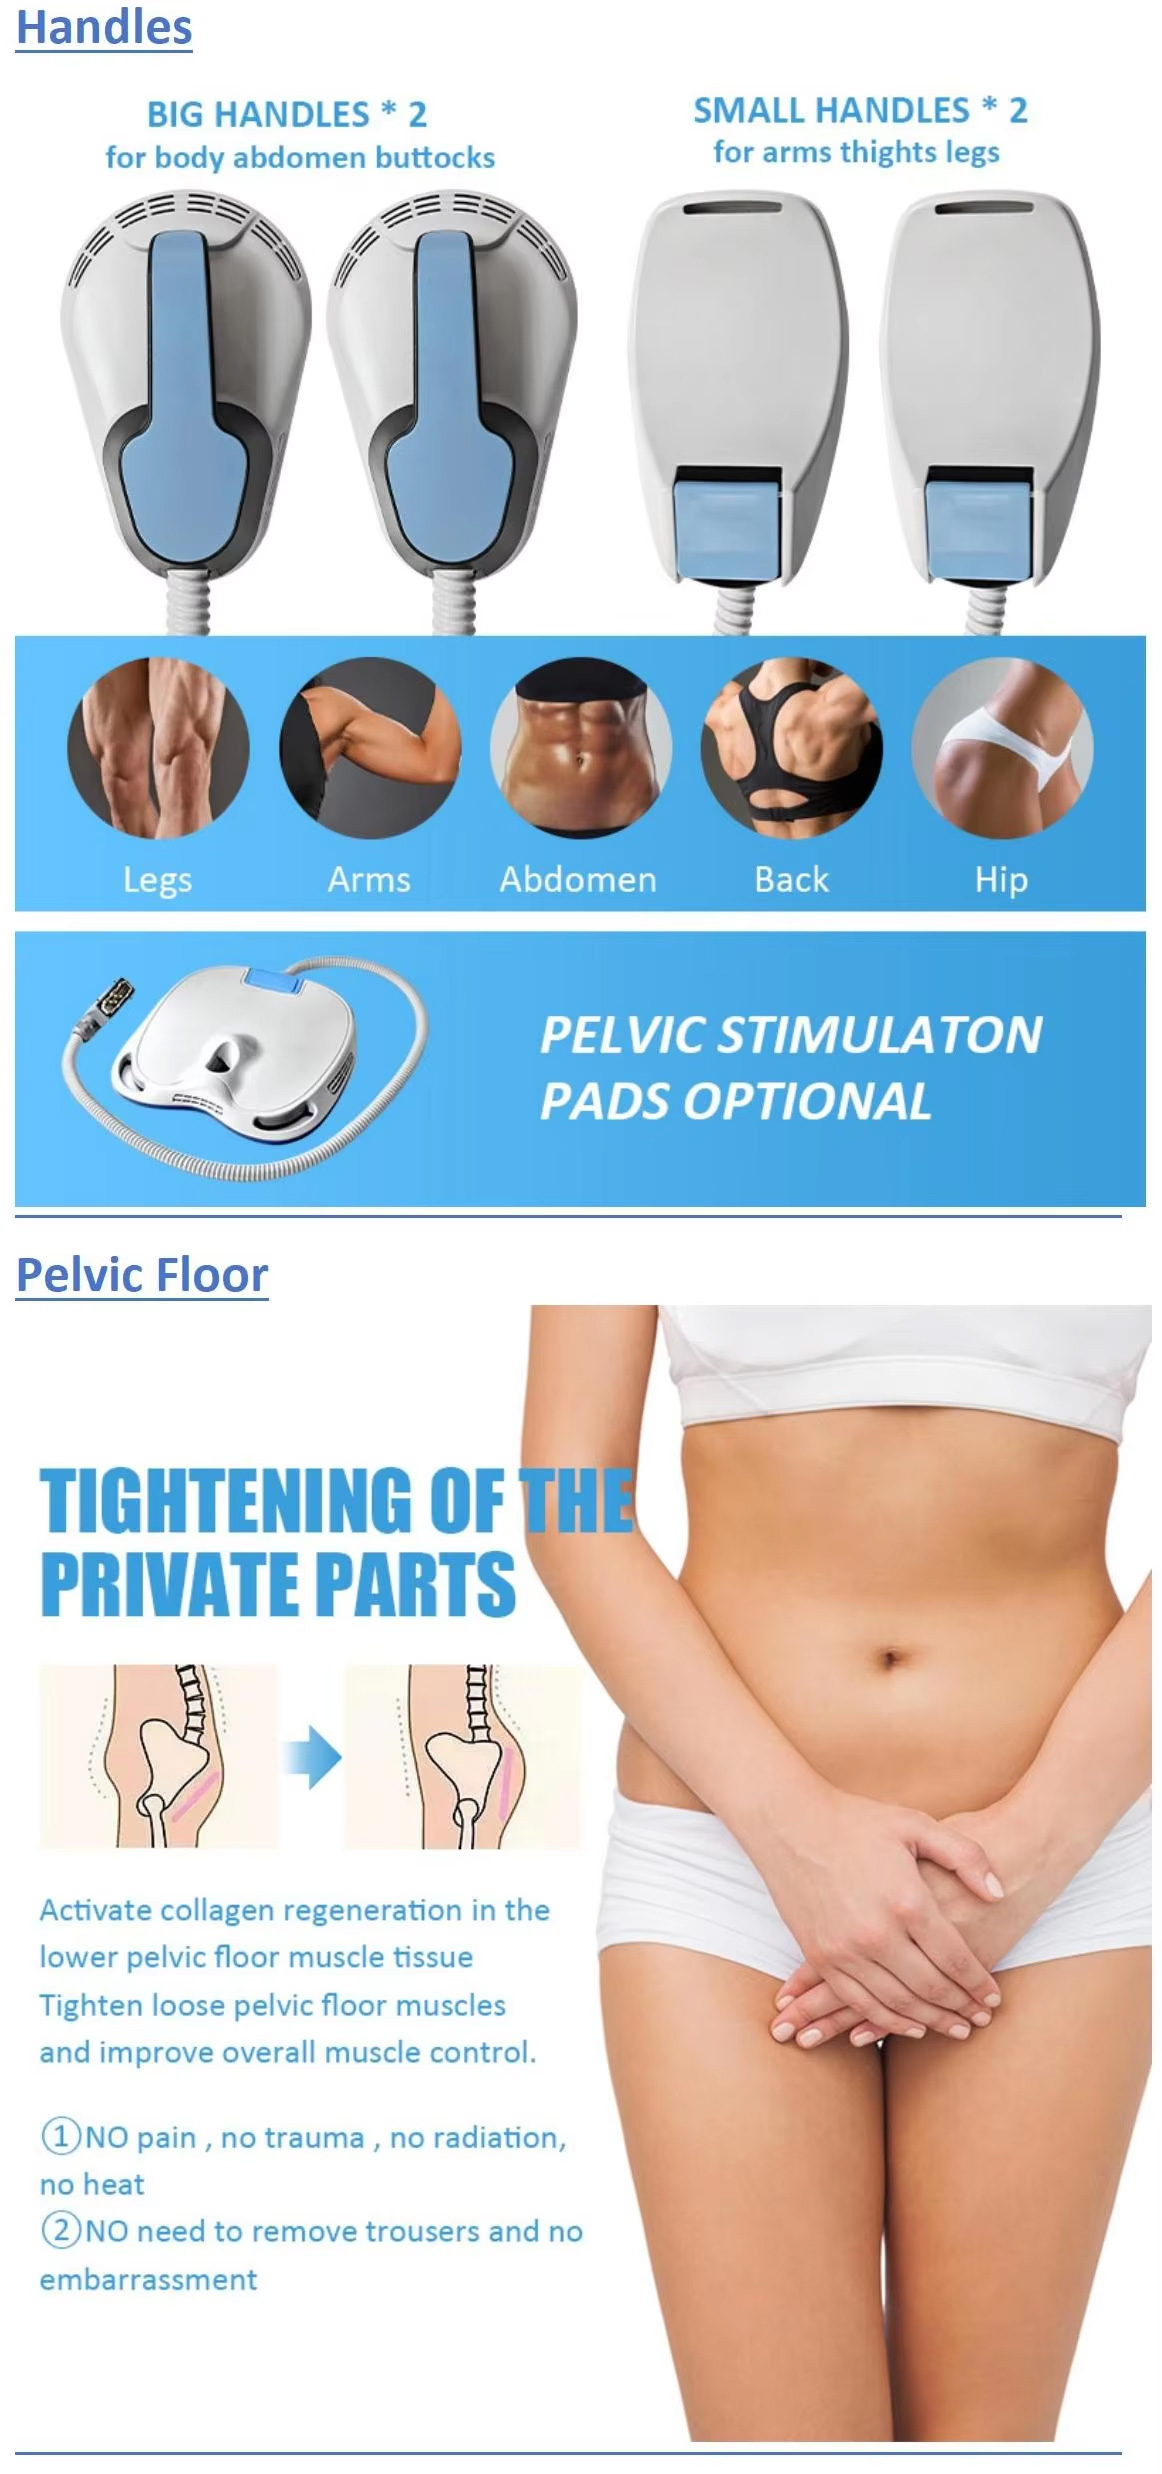 Handles
BIG HANDLES * 2
for body abdomen buttocks
SMALL HANDLES * 2
for arms thights legs
Legs
Arms
Abdomen
Back
Hip
PELVIC STIMULATON
PADS OPTIONAL
Pelvic Floor
TIGHTENING OF THE
PRIVATE PARTS
Activate collagen regeneration in the
lower pelvic floor muscle tissue
Tighten loose pelvic floor muscles
and improve overall muscle control.
①NO pain , no trauma , no radiation,
no heat
②NO need to remove trousers and no
embarrassment